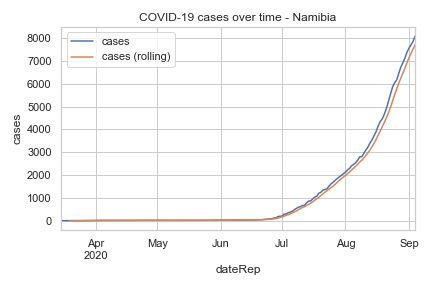 COVID-19 cases over time - Namibia
cases
cases (rolling)
8000
7000
6000
5000
4000
3000
2000
1000
0
cases
Apr May Jun Jul Aug Sep
2020
dateRep